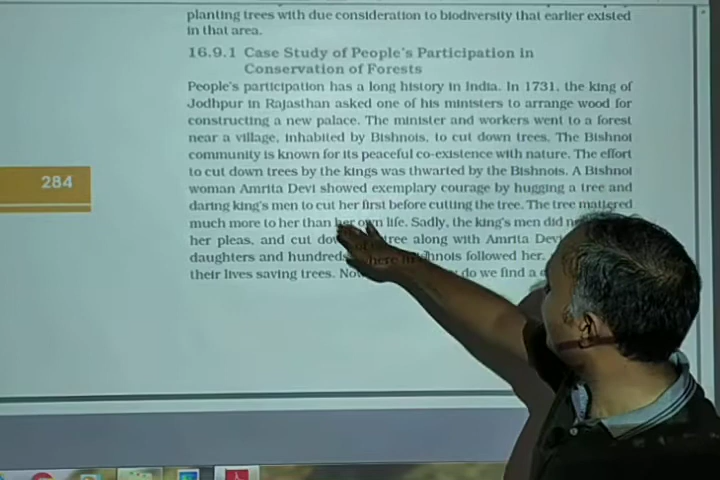 planting trees with due consideration to biodiversity that earlier existed
in that area.
16.9.1 Case Study of People's Participation in
Conservation of Forests
People's participation has a long history in India. In 1731, the king of
Jodhpur in Rajasthan asked one of his ministers to arrange wood for
constructing a new palace. The minister and workers went to a forest
near a village, inhabited by Bishnois, to cut down trees. The Bishnoi
community is known for its peaceful co-existence with nature. The effort
to cut down trees by the kings was thwarted by the Bishnois. A Bishnoi
284
woman Amrita Devi showed exemplary courage by hugging a tree and
daring king's men to cut her first before cutting the tree. The tree mattered
much more to her than her own life. Sadly, the king's men did
her pleas, and cut tree along with Amrita Devi
daughters and hundreds followed her.
their lives saving trees. do we find a